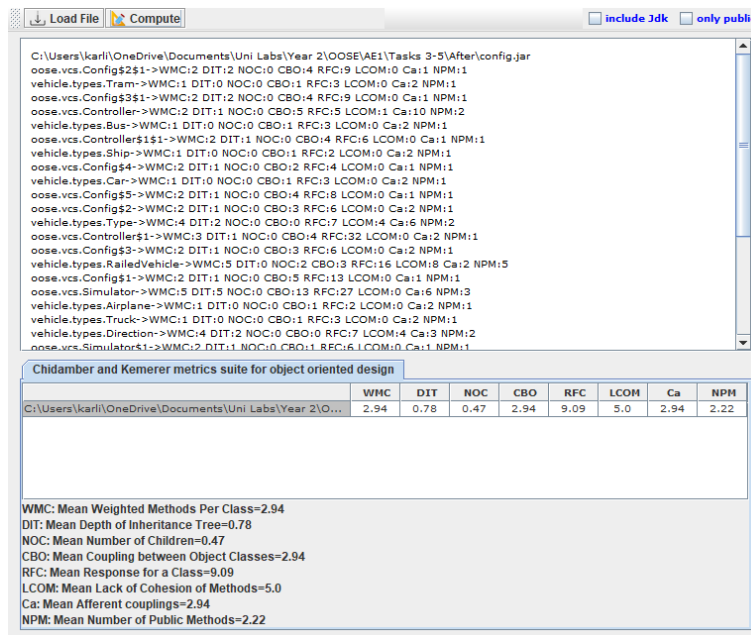 Load File Compute include Jdk only publi
C:\Users\karli\OneDrive\Documents\Uni Labs\Year 2\OOSE\AE1\Tasks 3-5\After\config.jar
oose.vcs.Config$2$1->WMC:2 DIT:2 NOC:0 CBO:4 RFC:9 LCOM:0 Ca:1 NPM:1
vehicle.types.Tram->WMC:1 DIT:0 NOC:0 CBO:1 RFC:3 LCOM:0 Ca:2 NPM:1
oose.vcs.Config$3$1->WMC:2 DIT:2 NOC:0 CBO:4 RFC:9 LCOM:0 Ca:1 NPM:1
oose.vcs.Controller->WMC:2 DIT:1 NOC:0 CBO:5 RFC:5 LCOM:1 Ca:10 NPM:2
vehicle.types.Bus->WMC:1 DIT:0 NOC:0 CBO:1 RFC:3 LCOM:0 Ca:2 NPM:1
oose.vcs.Controller$1$1->WMC:2 DIT:1 NOC:0 CBO:4 RFC:6 LCOM:0 Ca:1 NPM:1
vehicle.types.Ship->WMC:1 DIT:0 NOC:0 CBO:1 RFC:2 LCOM:0 Ca:2 NPM:1
oose.vcs.Config$4->WMC:2 DIT:1 NOC:0 CBO:2 RFC:4 LCOM:0 Ca:1 NPM:1
vehicle.types.Car->WMC:1 DIT:0 NOC:0 CBO:1 RFC:3 LCOM:0 Ca:2 NPM:1
oose.vcs.Config$5->WMC:2 DIT:1 NOC:0 CBO:4 RFC:8 LCOM:0 Ca:1 NPM:1
oose.vcs.Config$2->WMC:2 DIT:1 NOC:0 CBO:3 RFC:6 LCOM:0 Ca:2 NPM:1
vehicle.types.Type->WMC:4 DIT:2 NOC:0 CBO:0 RFC:7 LCOM:4 Ca:6 NPM:2
oose.vcs.Controller$1->WMC:3 DIT:1 NOC:0 CBO:4 RFC:32 LCOM:0 Ca:2 NPM:1
oose.vcs.Config$3->WMC:2 DIT:1 NOC:0 CBO:3 RFC:6 LCOM:0 Ca:2 NPM:1
vehicle.types.RailedVehicle->WMC:5 DIT:0 NOC:2 CBO:3 RFC:16 LCOM:8 Ca:2 NPM:5
oose.vcs.Config$1->WMC:2 DIT:1 NOC:0 CBO:5 RFC:13 LCOM:0 Ca:1 NPM:1
oose.vcs.Simulator->WMC:5 DIT:5 NOC:0 CBO:13 RFC:27 LCOM:0 Ca:6 NPM:3
vehicle.types.Airplane->WMC:1 DIT:0 NOC:0 CBO:1 RFC:2 LCOM:0 Ca:2 NPM:1
vehicle.types.Truck->WMC:1 DIT:0 NOC:0 CBO:1 RFC:3 LCOM:0 Ca:2 NPM:1
vehicle.types.Direction->WMC:4 DIT:2 NOC:0 CBO:0 RFC:7 LCOM:4 Ca:3 NPM:2
oose.vcs.Simulator$1->WMC:2 DIT:1 NOC:0 CBO:1 RFC:6 LCOM:0 Ca:1 NPM:1
Chidamber and Kemerer metrics suite for object oriented design
WMC DIT NOC CBO RFC LCOM Ca NPM
C:\Users\karli\OneDrive\Documents\Uni Labs\Year 2\O... 2.94 0.78 0.47 2.94 9.09 5.0 2.94 2.22
WMC: Mean Weighted Methods Per Class=2.94
DIT: Mean Depth of Inheritance Tree=0.78
NOC: Mean Number of Children=0.47
CBO: Mean Coupling between Object Classes=2.94
RFC: Mean Response for a Class=9.09
LCOM: Mean Lack of Cohesion of Methods=5.0
Ca: Mean Afferent couplings=2.94
NPM: Mean Number of Public Methods=2.22